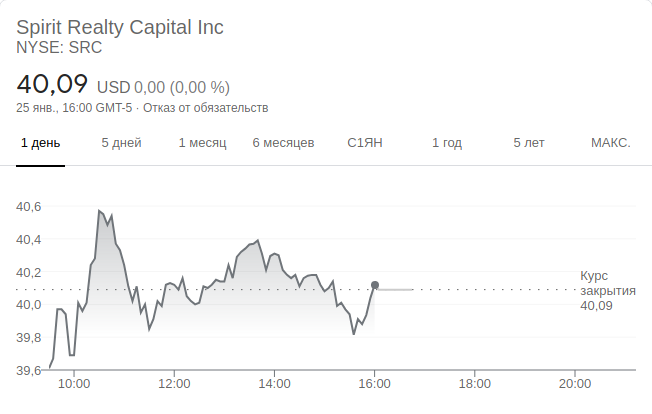 Spirit Realty Capital Inc
NYSE: SRC
40,09 USD 0,00 (0,00 %)
25 янв., 16:00 GMT-5 · Отказ от обязательств
1 день 5 дней 1 месяц 6 месяцев С1ЯН 1 год 5 лет МАКС.
40,6
40,4
40,2
40,0
39,8
39,6
Курс
закрытия
40,09
10:00 12:00 14:00 16:00 18:00 20:00